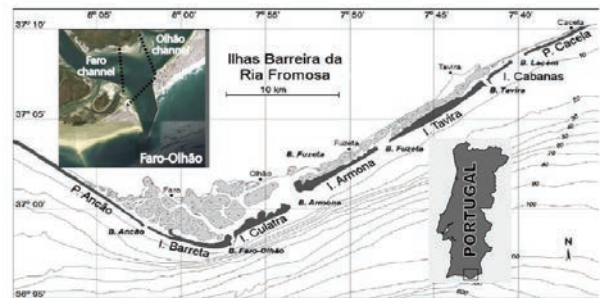 8° 05'
8° 00'
7° 55'
7° 50'
7° 45'
7° 40'
37° 10'
37° 05'
37° 00'
Faro
channel
Olhão
channel
Faro-Olhão
Ilhas Barreira da
Ria Fromosa
10 km
Cacela
P. Cacela
B. Lacém
I. Cabanas
B. Tavira
Tavira
I. Tavira
B. Fuzeta
Fuzeta
B. Fuzeta
I. Armona
Olhão
B. Armona
Faro
I. Culatra
P. Ancão
B. Ancão
I. Barreta
B. Faro-Olhão
PORTUGAL
N